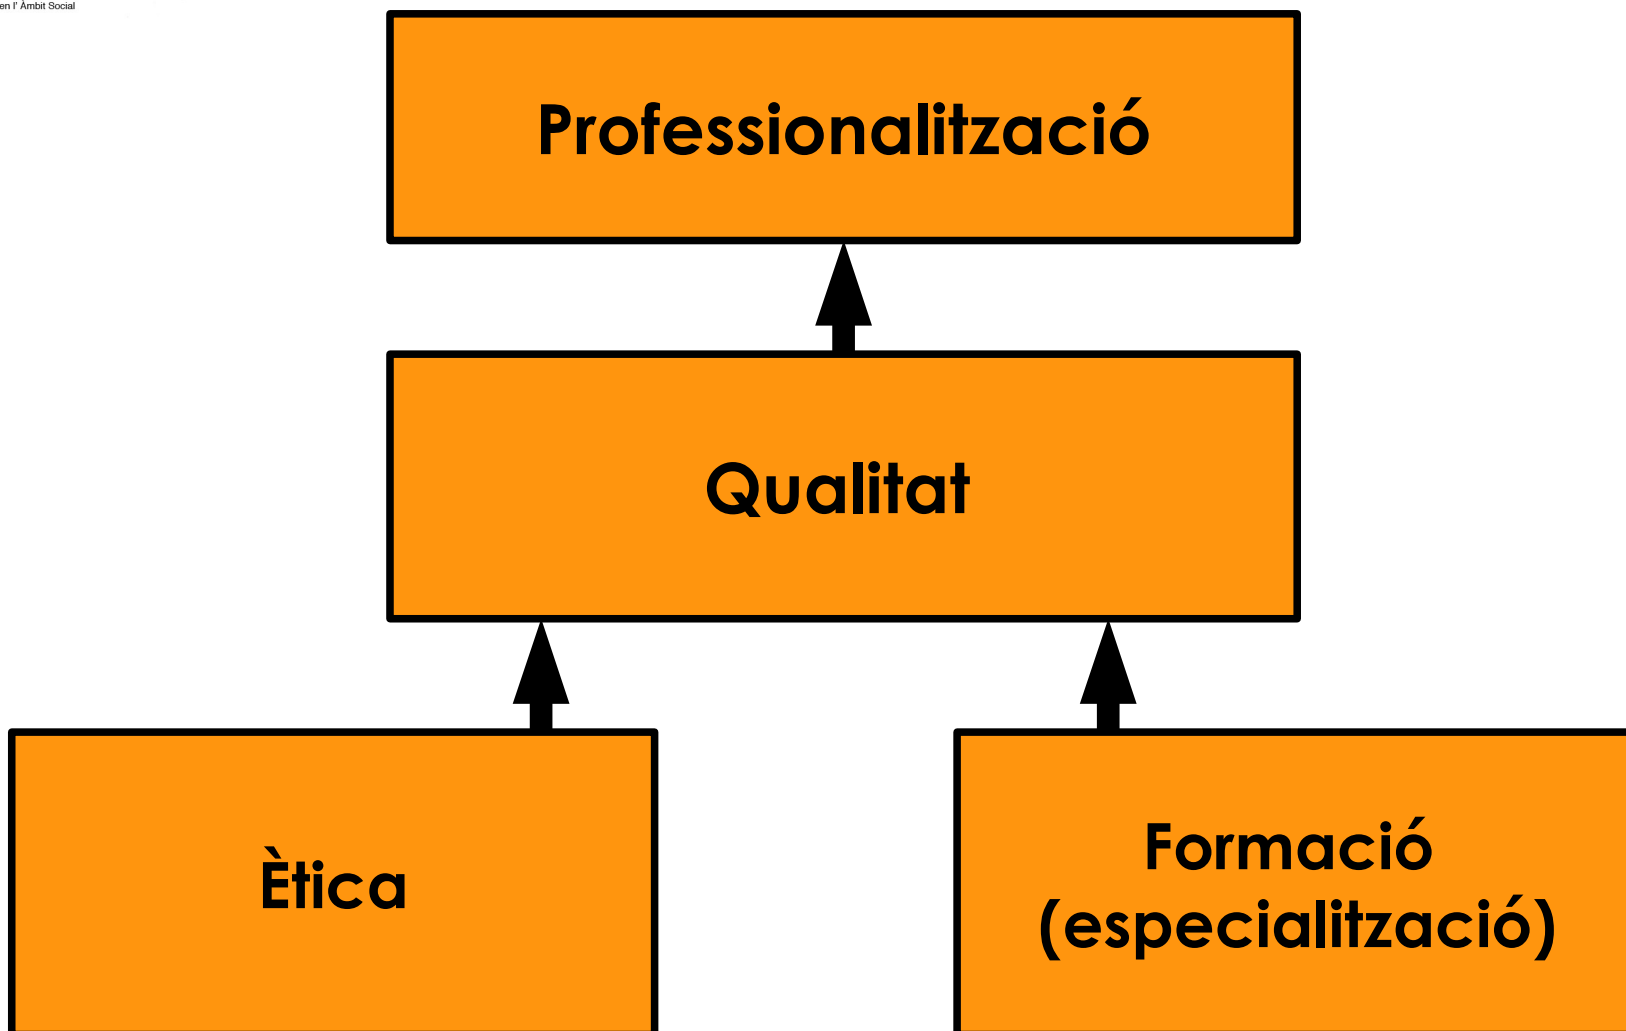 en l' Àmbit Social
Professionalització
Qualitat
Ètica
Formació
(especialització)